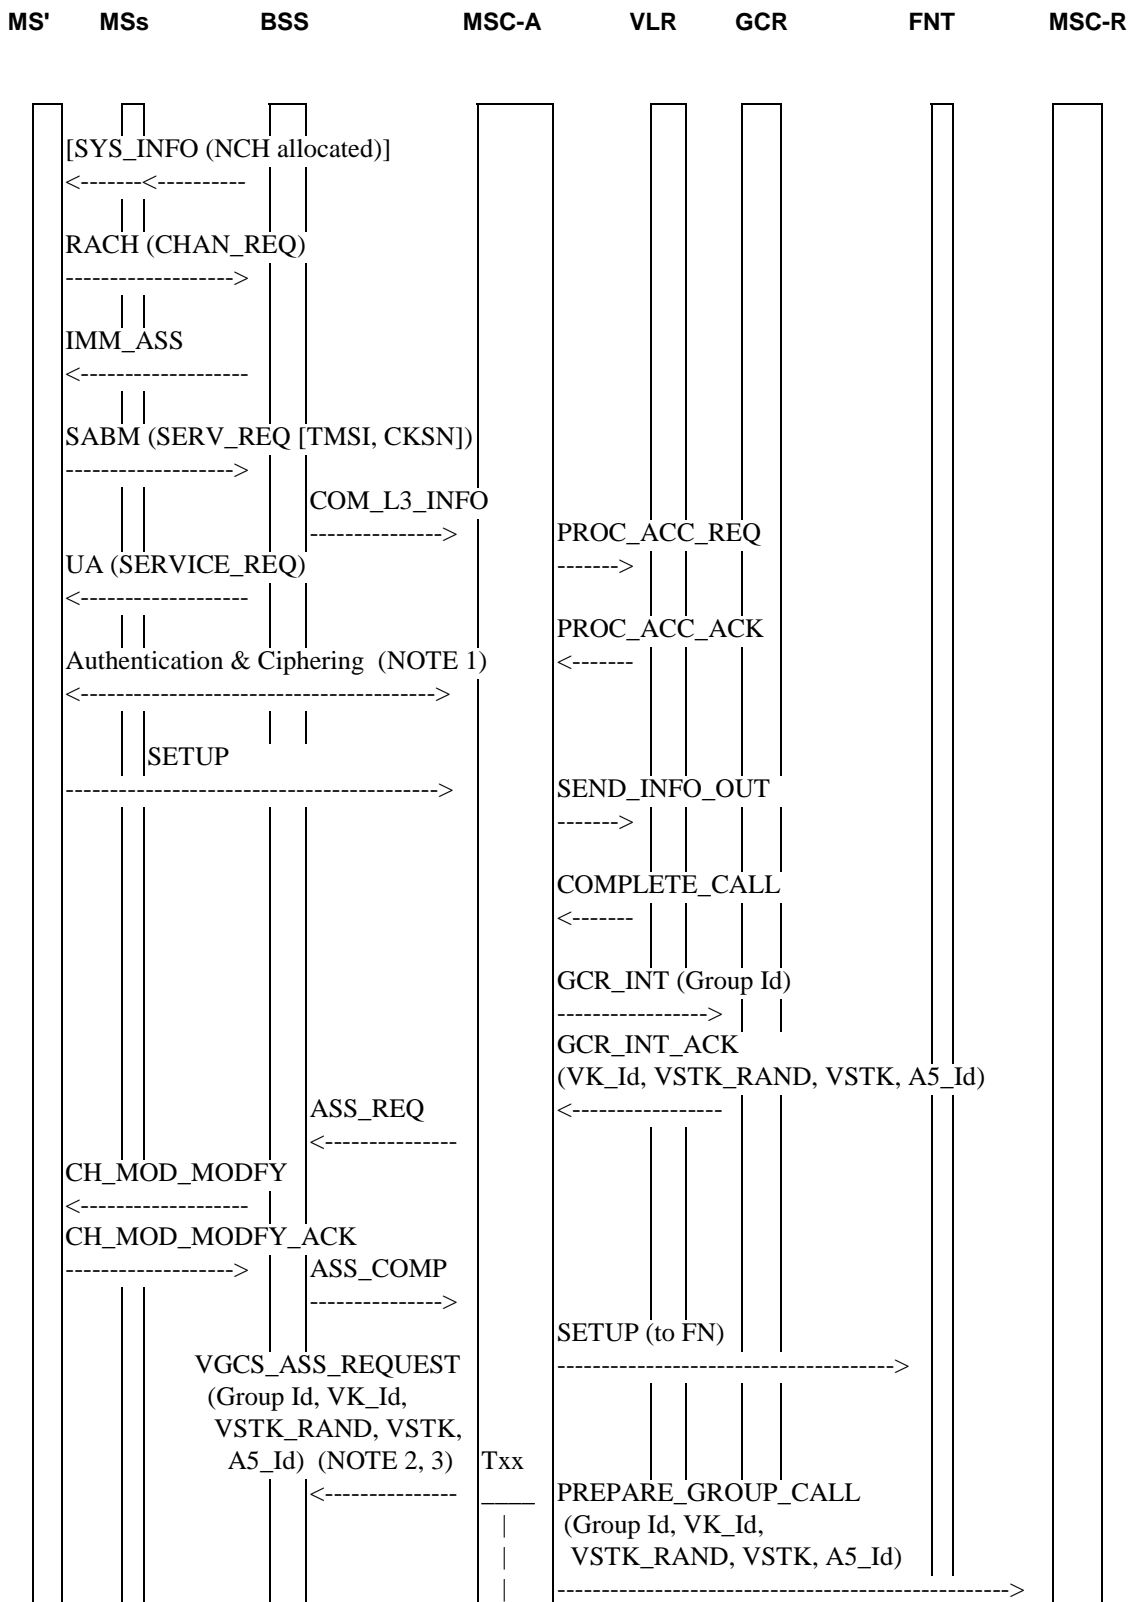 MS' MSs BSS MSC-A VLR GCR FNT MSC-R
[SYS_INFO (NCH allocated)]
<-------<----------
RACH (CHAN_REQ)
------------------->
IMM_ASS
<-------------------
SABM (SERV_REQ [TMSI, CKSN])
------------------->
COM_L3_INFO
---------------> PROC_ACC_REQ
UA (SERVICE_REQ) ------->
<-------------------
PROC_ACC_ACK
Authentication & Ciphering (NOTE 1) <-------
<---------------------------------------->
SETUP
------------------------------------------> SEND_INFO_OUT
------->
COMPLETE_CALL
<-------
GCR_INT (Group Id)
----------------->
GCR_INT_ACK
(VK_Id, VSTK_RAND, VSTK, A5_Id)
ASS_REQ <-----------------
<---------------
CH_MOD_MODFY
<-------------------
CH_MOD_MODFY_ACK
-------------------> ASS_COMP
--------------->
SETUP (to FN)
VGCS_ASS_REQUEST -------------------------------------->
(Group Id, VK_Id,
VSTK_RAND, VSTK,
A5_Id) (NOTE 2, 3) Txx
<--------------- ____ PREPARE_GROUP_CALL
| (Group Id, VK_Id,
| VSTK_RAND, VSTK, A5_Id)
| --------------------------------------------------->